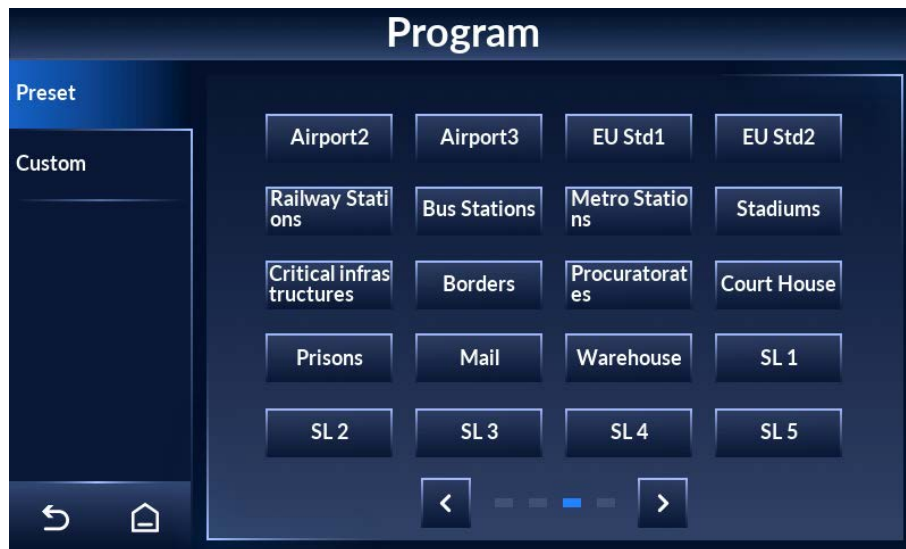 Program
Preset
Custom
Airport2
Airport3
EU Std1
EU Std2
Railway Stati
ons
Bus Stations
Metro Statio
ns
Stadiums
Critical infras
tructures
Borders
Procuratorat
es
Court House
Prisons
Mail
Warehouse
SL 1
SL 2
SL 3
SL 4
SL 5